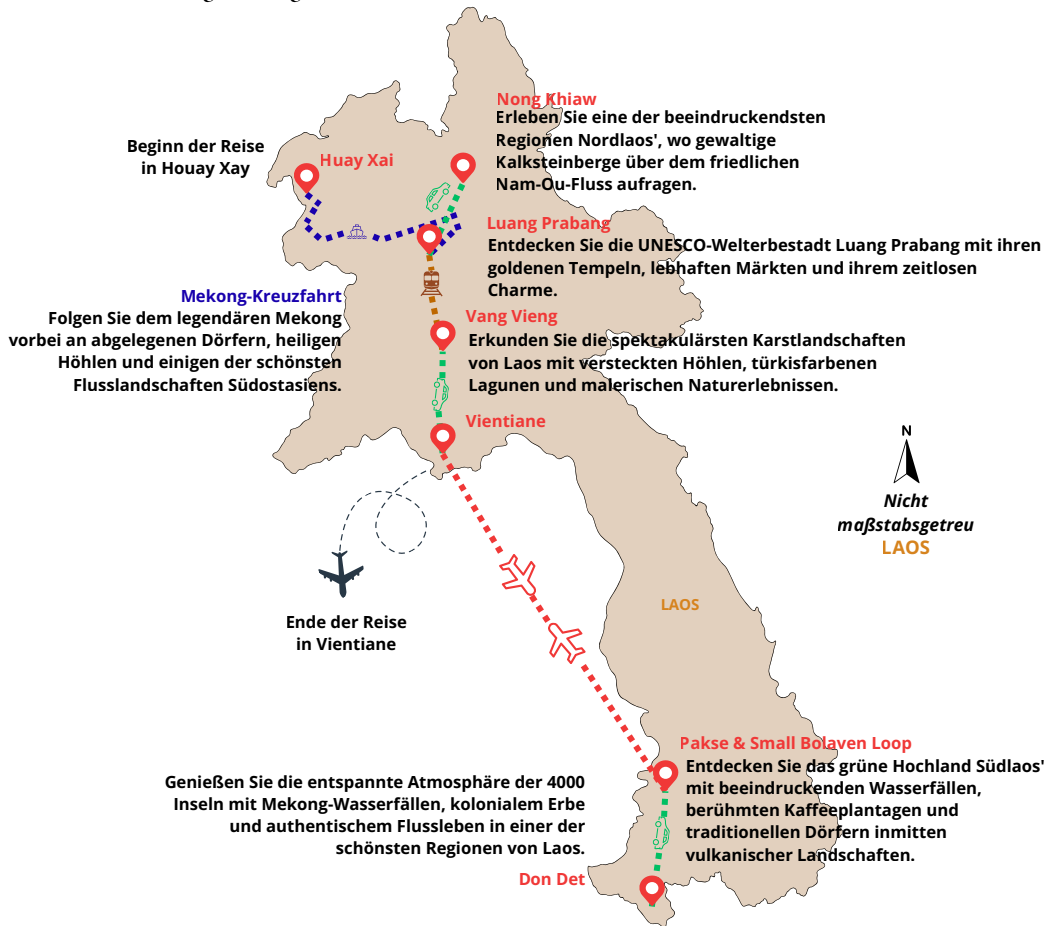 Nong Khiaw
Erleben Sie eine der beeindruckendsten
Regionen Nordlaos', wo gewaltige
Kalksteinberge über dem friedlichen
Nam-Ou-Fluss aufragen.
Beginn der Reise
in Houay Xay
Huay Xai
Luang Prabang
Entdecken Sie die UNESCO-Welterbestadt Luang Prabang mit ihren
goldenen Tempeln, lebhaften Märkten und ihrem zeitlosen
Charme.
Mekong-Kreuzfahrt
Folgen Sie dem legendären Mekong
vorbei an abgelegenen Dörfern, heiligen
Höhlen und einigen der schönsten
Flusslandschaften Südostasiens.
Vang Vieng
Erkunden Sie die spektakulärsten Karstlandschaften
von Laos mit versteckten Höhlen, türkisfarbenen
Lagunen und malerischen Naturerlebnissen.
Vientiane
N
Nicht
maßstabsgetreu
LAOS
LAOS
Ende der Reise
in Vientiane
Pakse & Small Bolaven Loop
Entdecken Sie das grüne Hochland Südlaos'
mit beeindruckenden Wasserfällen,
berühmten Kaffeeplantagen und
traditionellen Dörfern inmitten
vulkanischer Landschaften.
Genießen Sie die entspannte Atmosphäre der 4000
Inseln mit Mekong-Wasserfällen, kolonialem Erbe
und authentischem Flussleben in einer der
schönsten Regionen von Laos.
Don Det